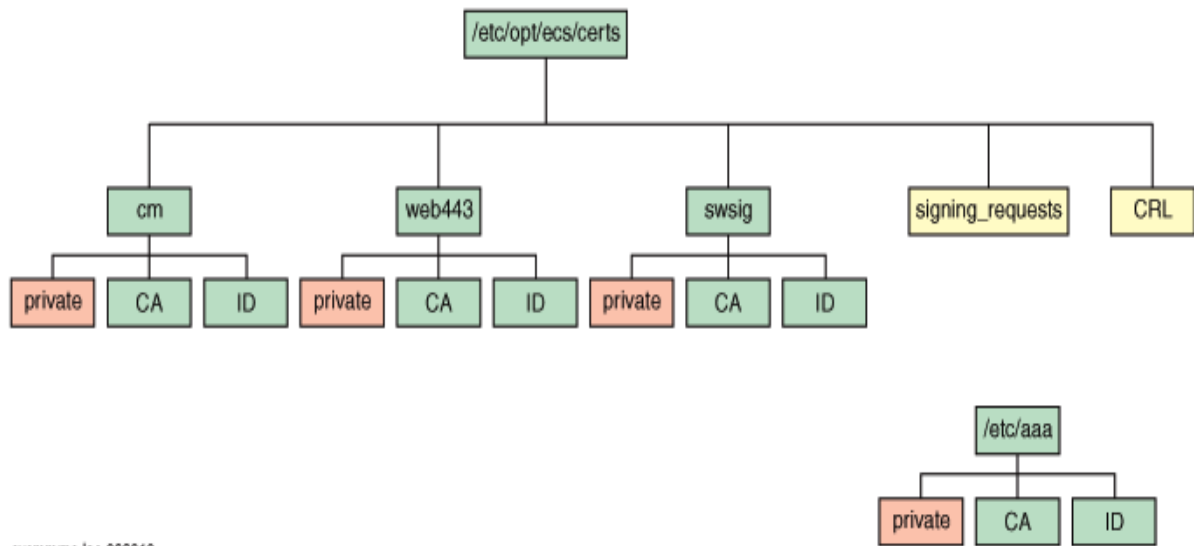 /etc/opt/ecs/certs
cm
web443
swsig
signing_requests
CRL
private
CA
ID
private
CA
ID
private
CA
ID
/etc/aaa
private
CA
ID